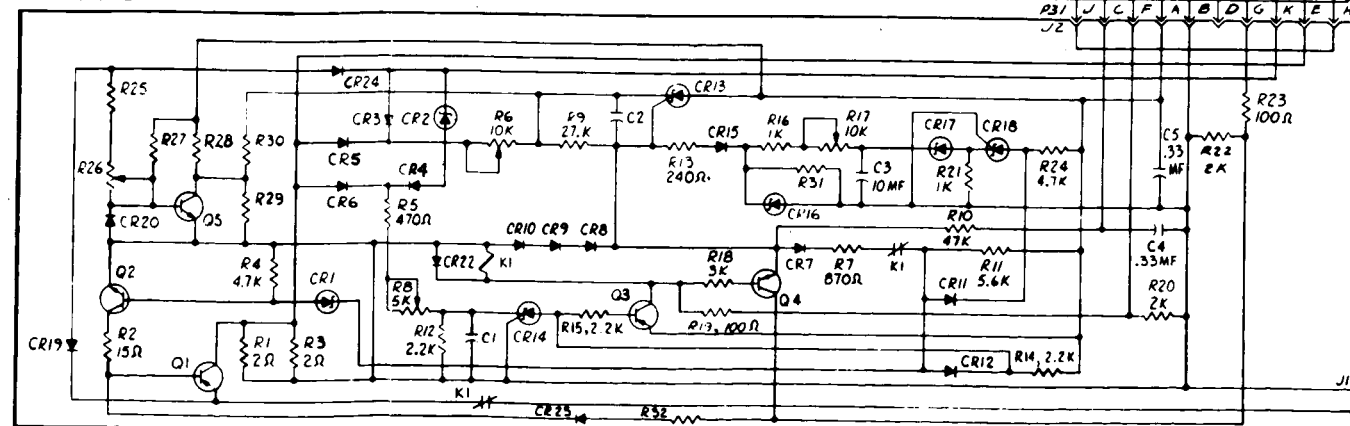 P31 J C F A B D G K E H
J2
R25
CR24
CR13
R23
100Ω
R27
R28
R30
CR3
CR2
R6
10K
R9
27.K
C2
CR15
R16
1K
R17
10K
CR17
CR18
C5
.33
MF
R22
2K
CR5
R26
R13
240Ω
C3
10MF
R21
1K
R24
4.7K
R31
CR4
CR6
R29
CR20
Q5
R5
470Ω
CR16
R10
47K
C4
.33MF
CR10 CR9 CR8
R4
4.7K
CR1
CR22
K1
R18
3K
CR7
R7
870Ω
K1
R11
5.6K
Q2
R8
5K
Q3
Q4
CR11
R20
2K
R2
15Ω
CR19
Q1
R1
2Ω
R3
2Ω
R12
2.2K
C1
CR14
R15, 2.2K
R19, 100Ω
CR12
R14, 2.2K
K1
J1
R32